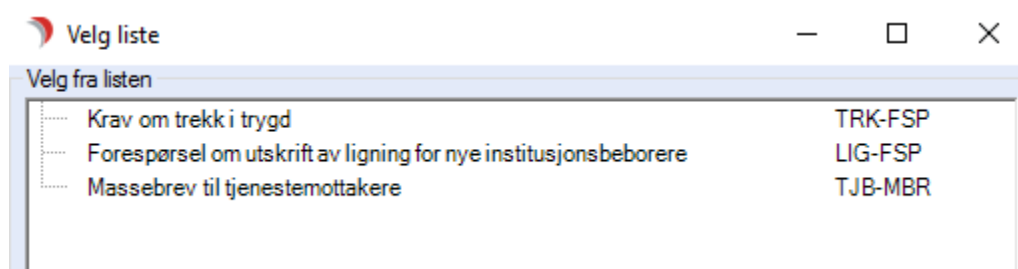 Velg liste
Velg fra listen
Krav om trekk i trygd TRK-FSP
Forespørsel om utskrift av ligning for nye institusjonsbeborere LIG-FSP
Massebrev til tjenestemottakere TJB-MBR